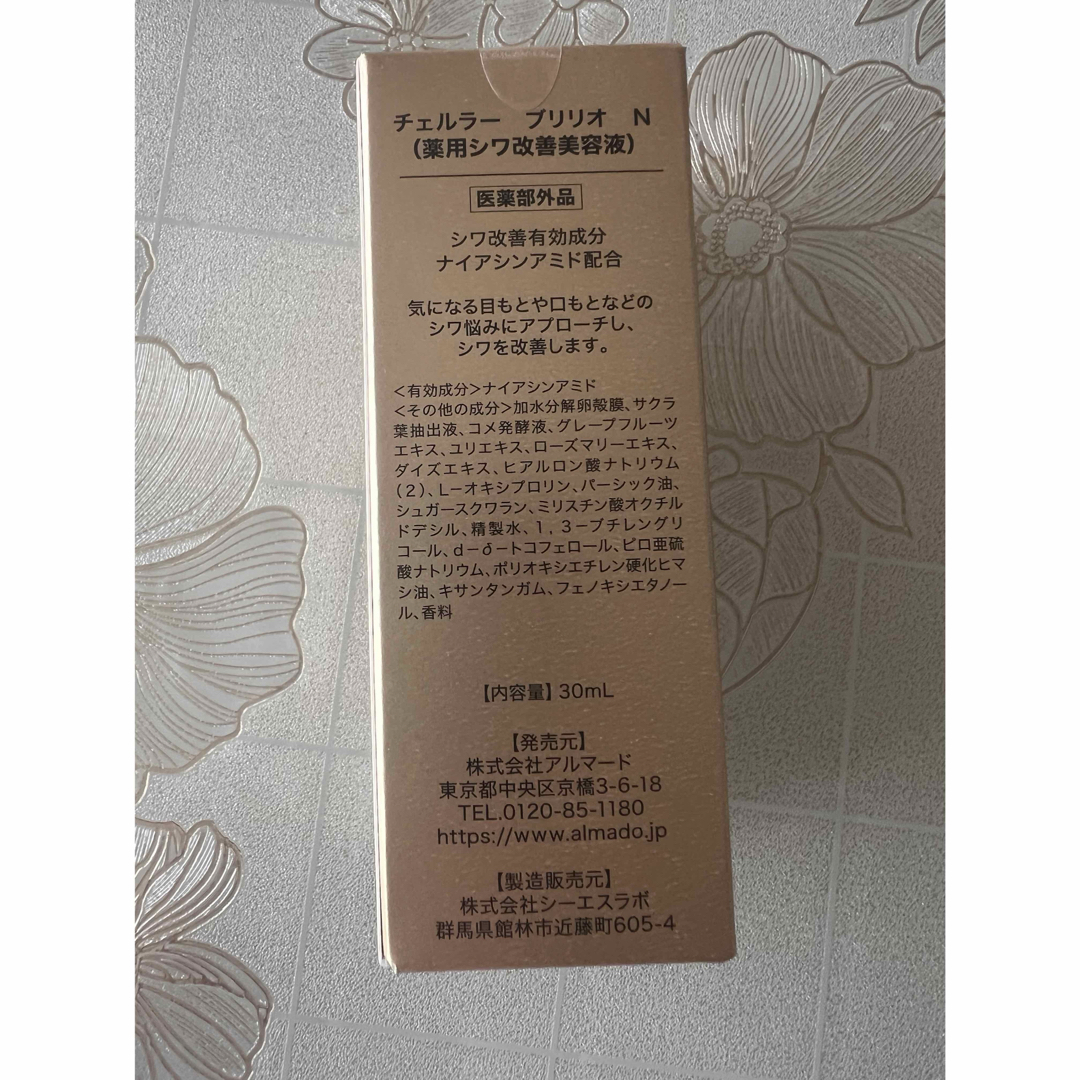 チェルラー　ブリリオ　N
(薬用シワ改善美容液)
医薬部外品
シワ改善有効成分
ナイアシンアミド配合
気になる目もとや口もとなどの
シワ悩みにアプローチし、
シワを改善します。
<有効成分>ナイアシンアミド
<その他の成分>加水分解卵殻膜、サクラ
葉抽出液、コメ発酵液、グレープフルーツ
エキス、ユリエキス、ローズマリーエキス、
ダイズエキス、ヒアルロン酸ナトリウム
(2)、L-オキシプロリン、パーシック油、
シュガースクワラン、ミリスチン酸オクチル
ドデシル、精製水、1,3-ブチレングリ
コール、d-δ-トコフェロール、ピロ亜硫
酸ナトリウム、ポリオキシエチレン硬化ヒマ
シ油、キサンタンガム、フェノキシエタノー
ル、香料
【内容量】30mL
【発売元】
株式会社アルマード
東京都中央区京橋3-6-18
TEL.0120-85-1180
https://www.almado.jp
【製造販売元】
株式会社シーエスラボ
群馬県館林市近藤町605-4